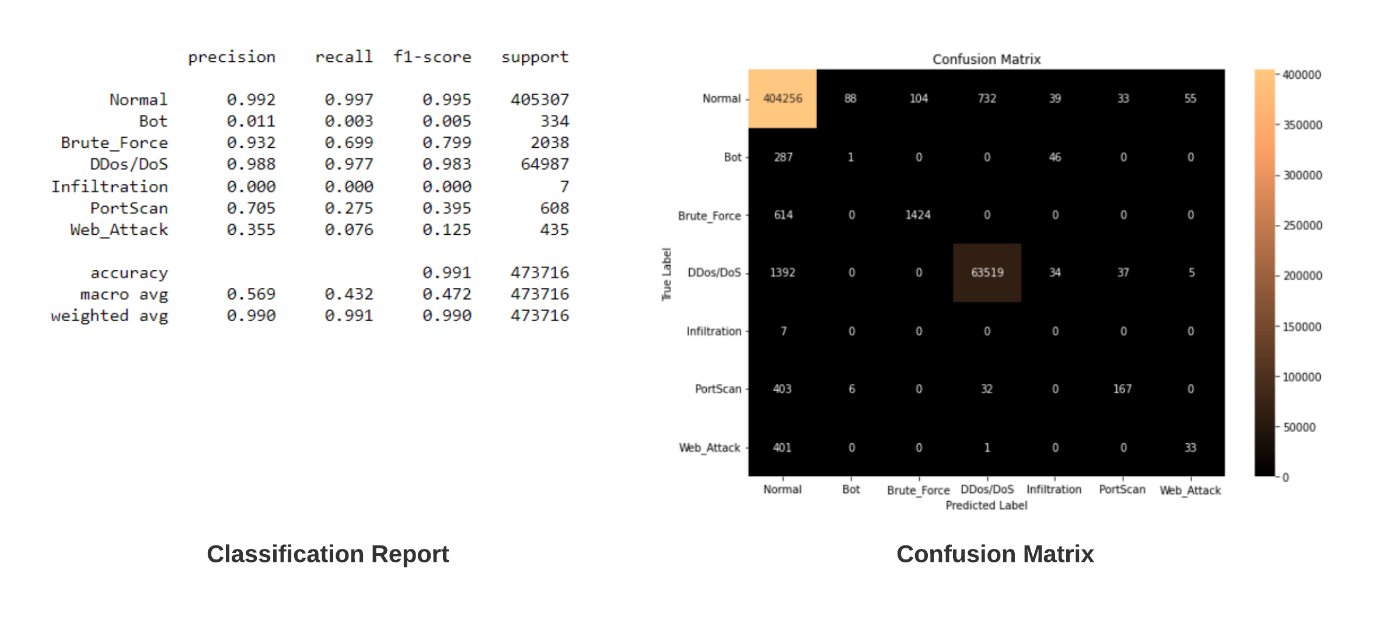 precision recall f1-score support
Normal 0.992 0.997 0.995 405307
Bot 0.011 0.003 0.005 334
Brute_Force 0.932 0.699 0.799 2038
DDos/DoS 0.988 0.977 0.983 64987
Infiltration 0.000 0.000 0.000 7
PortScan 0.705 0.275 0.395 608
Web_Attack 0.355 0.076 0.125 435
accuracy 0.991 473716
macro avg 0.569 0.432 0.472 473716
weighted avg 0.990 0.991 0.990 473716
Classification Report
Confusion Matrix
True Label
Normal 404256 88 104 732 39 33 55
Bot 287 1 0 0 46 0 0
Brute_Force 614 0 1424 0 0 0 0
DDos/DoS 1392 0 0 63519 34 37 5
Infiltration 7 0 0 0 0 0 0
PortScan 403 6 0 32 0 167 0
Web_Attack 401 0 0 1 0 0 33
Normal Bot Brute_Force DDos/DoS Infiltration PortScan Web_Attack
Predicted Label
400000
350000
300000
250000
200000
150000
100000
50000
0
Confusion Matrix